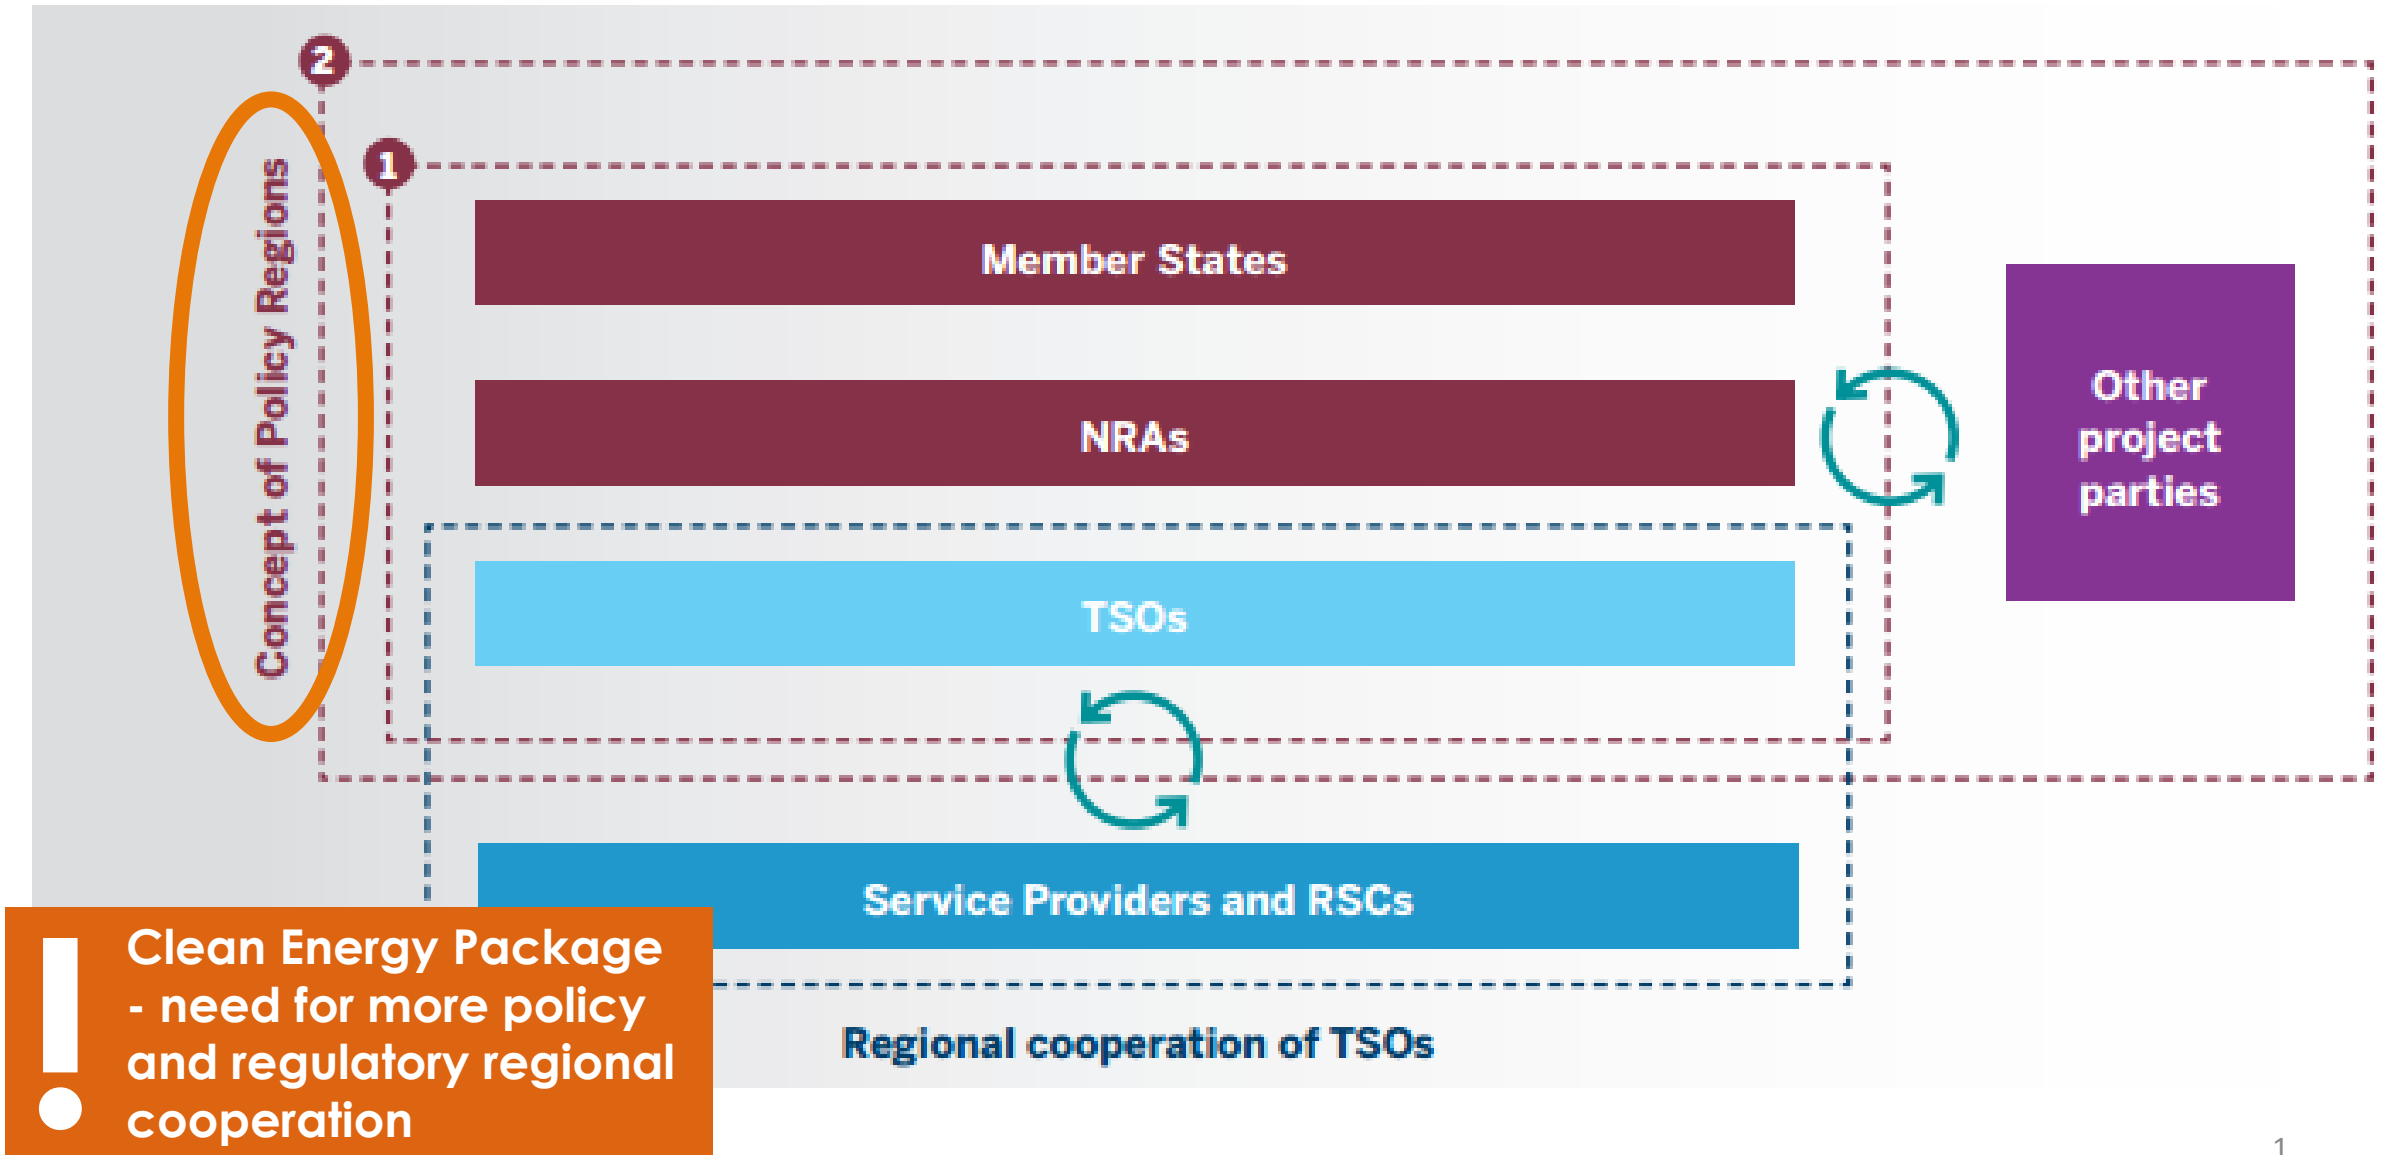 2
1
Concept of Policy Regions
Member States
NRAs
TSOs
Other
project
parties
Service Providers and RSCs
Regional cooperation of TSOs
Clean Energy Package
- need for more policy
and regulatory regional
cooperation
1